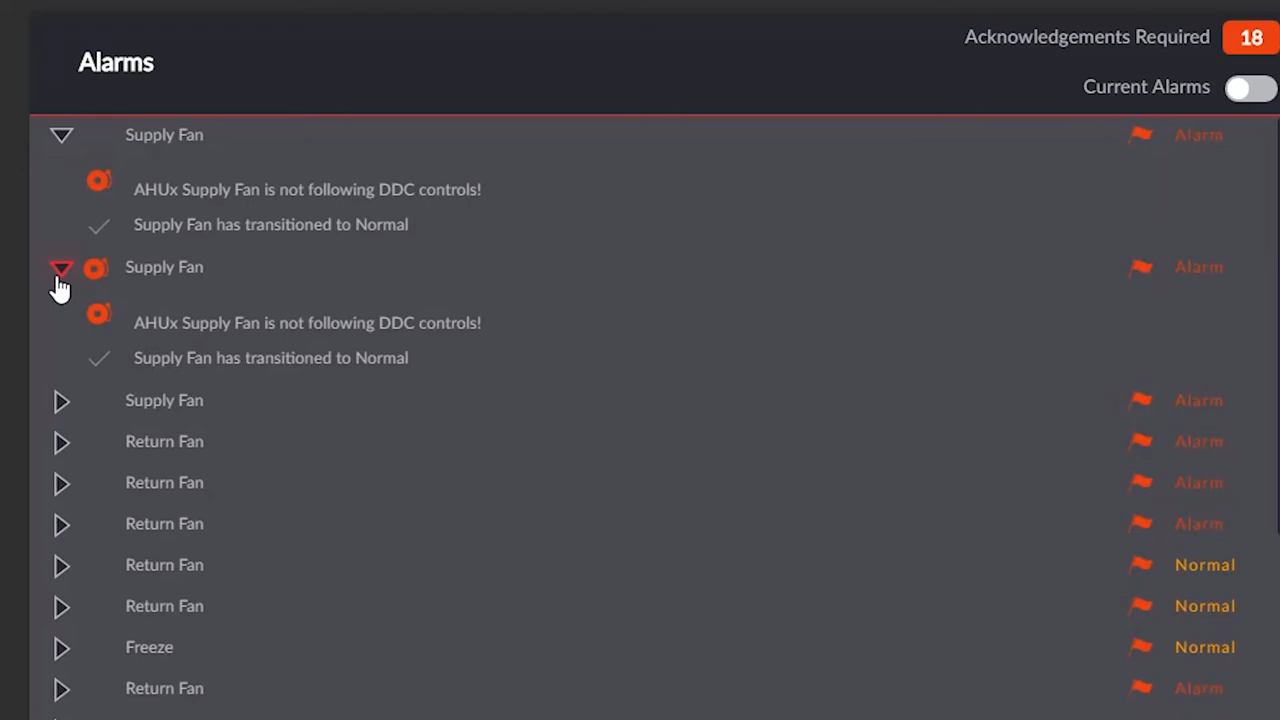 Acknowledgements Required 18
Alarms
Current Alarms
Supply Fan Alarm
AHUx Supply Fan is not following DDC controls!
Supply Fan has transitioned to Normal
Supply Fan Alarm
AHUx Supply Fan is not following DDC controls!
Supply Fan has transitioned to Normal
Supply Fan Alarm
Return Fan Alarm
Return Fan Alarm
Return Fan Alarm
Return Fan Normal
Return Fan Normal
Freeze Normal
Return Fan Alarm